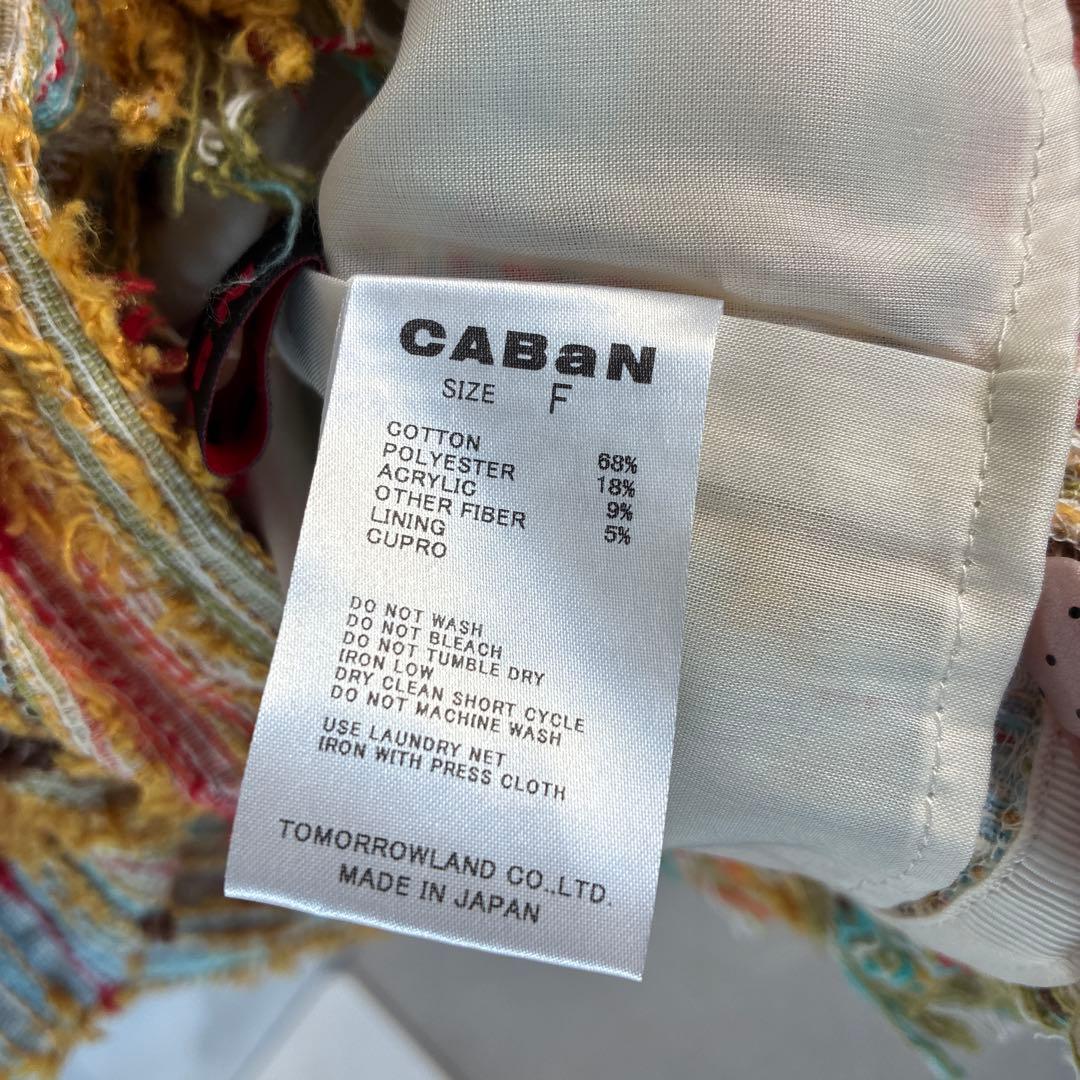 CABaN
SIZE F
COTTON 68%
POLYESTER 18%
ACRYLIC 9%
OTHER FIBER 5%
LINING
CUPRO
DO NOT WASH
DO NOT BLEACH
DO NOT TUMBLE DRY
IRON LOW
DRY CLEAN SHORT CYCLE
DO NOT MACHINE WASH
USE LAUNDRY NET
IRON WITH PRESS CLOTH
TOMORROWLAND CO.,LTD.
MADE IN JAPAN